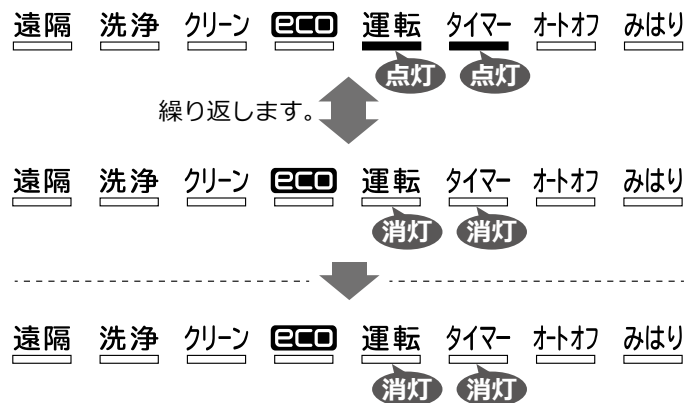 遠隔 洗浄 クリーン eco 運転 タイマー オートオフ みはり
点灯 点灯
繰り返します。
遠隔 洗浄 クリーン eco 運転 タイマー オートオフ みはり
消灯 消灯
遠隔 洗浄 クリーン eco 運転 タイマー オートオフ みはり
消灯 消灯